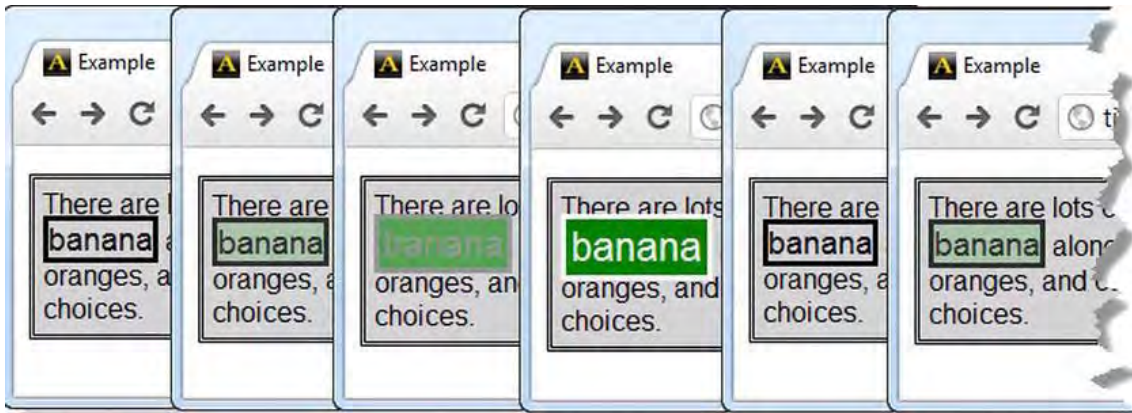 A Example
There are l
banana a
oranges, a
choices.
A Example
There are
banana
oranges, a
choices.
A Example
There are lo
banana
oranges, an
choices.
A Example
There are lots
banana
oranges, and
choices.
A Example
There are
banana
oranges, a
choices.
A Example
ti
There are lots
banana along
oranges, and
choices.